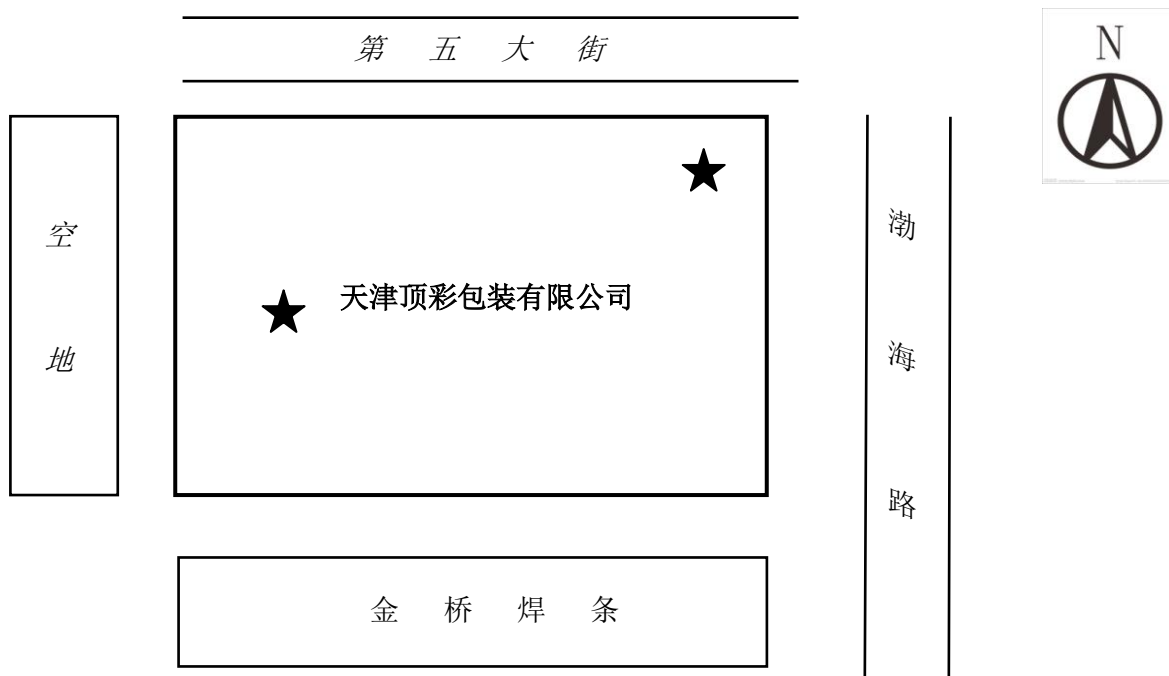 第五大街
N
空地
天津顶彩包装有限公司
渤海路
金桥焊条